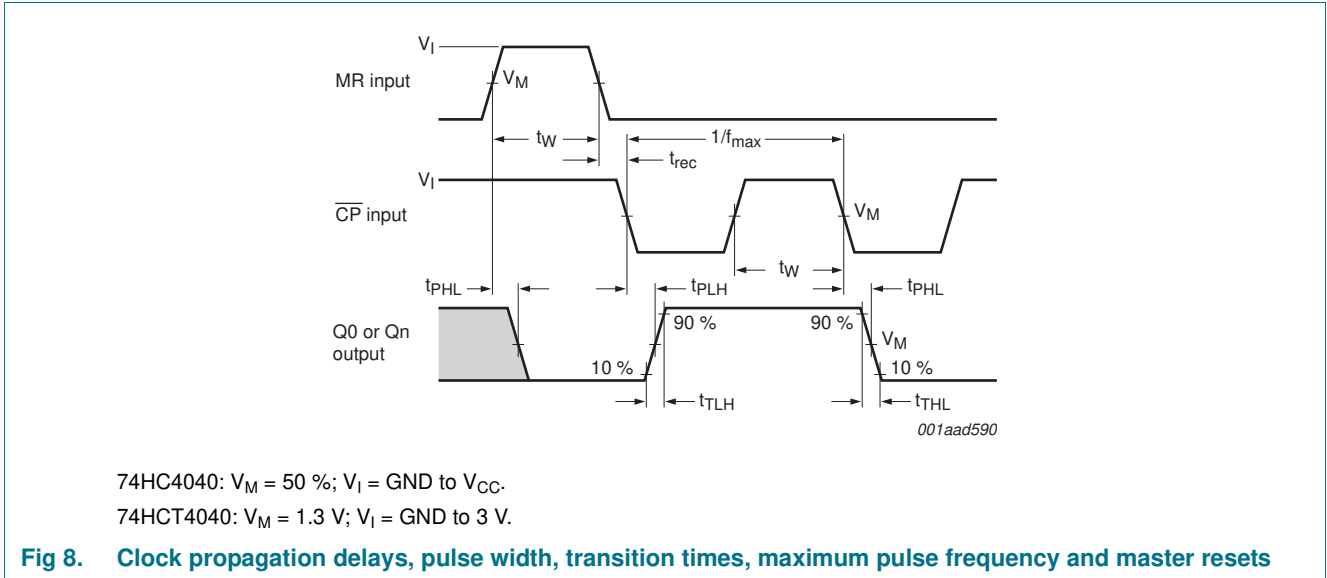 VI
MR input
VM
tW
1/fmax
trec
VI
CP input
VM
tW
tPHL
tPLH
tPHL
Q0 or Qn
output
90 %
90 %
VM
10 %
10 %
tTLH
tTHL
001aad590
74HC4040: VM = 50 %; VI = GND to VCC.
74HCT4040: VM = 1.3 V; VI = GND to 3 V.
Fig 8. Clock propagation delays, pulse width, transition times, maximum pulse frequency and master resets